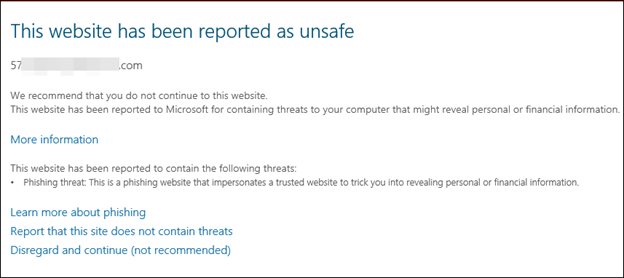 This website has been reported as unsafe
57 .com
We recommend that you do not continue to this website.
This website has been reported to Microsoft for containing threats to your computer that might reveal personal or financial information.
More information
This website has been reported to contain the following threats:
• Phishing threat: This is a phishing website that impersonates a trusted website to trick you into revealing personal or financial information.
Learn more about phishing
Report that this site does not contain threats
Disregard and continue (not recommended)